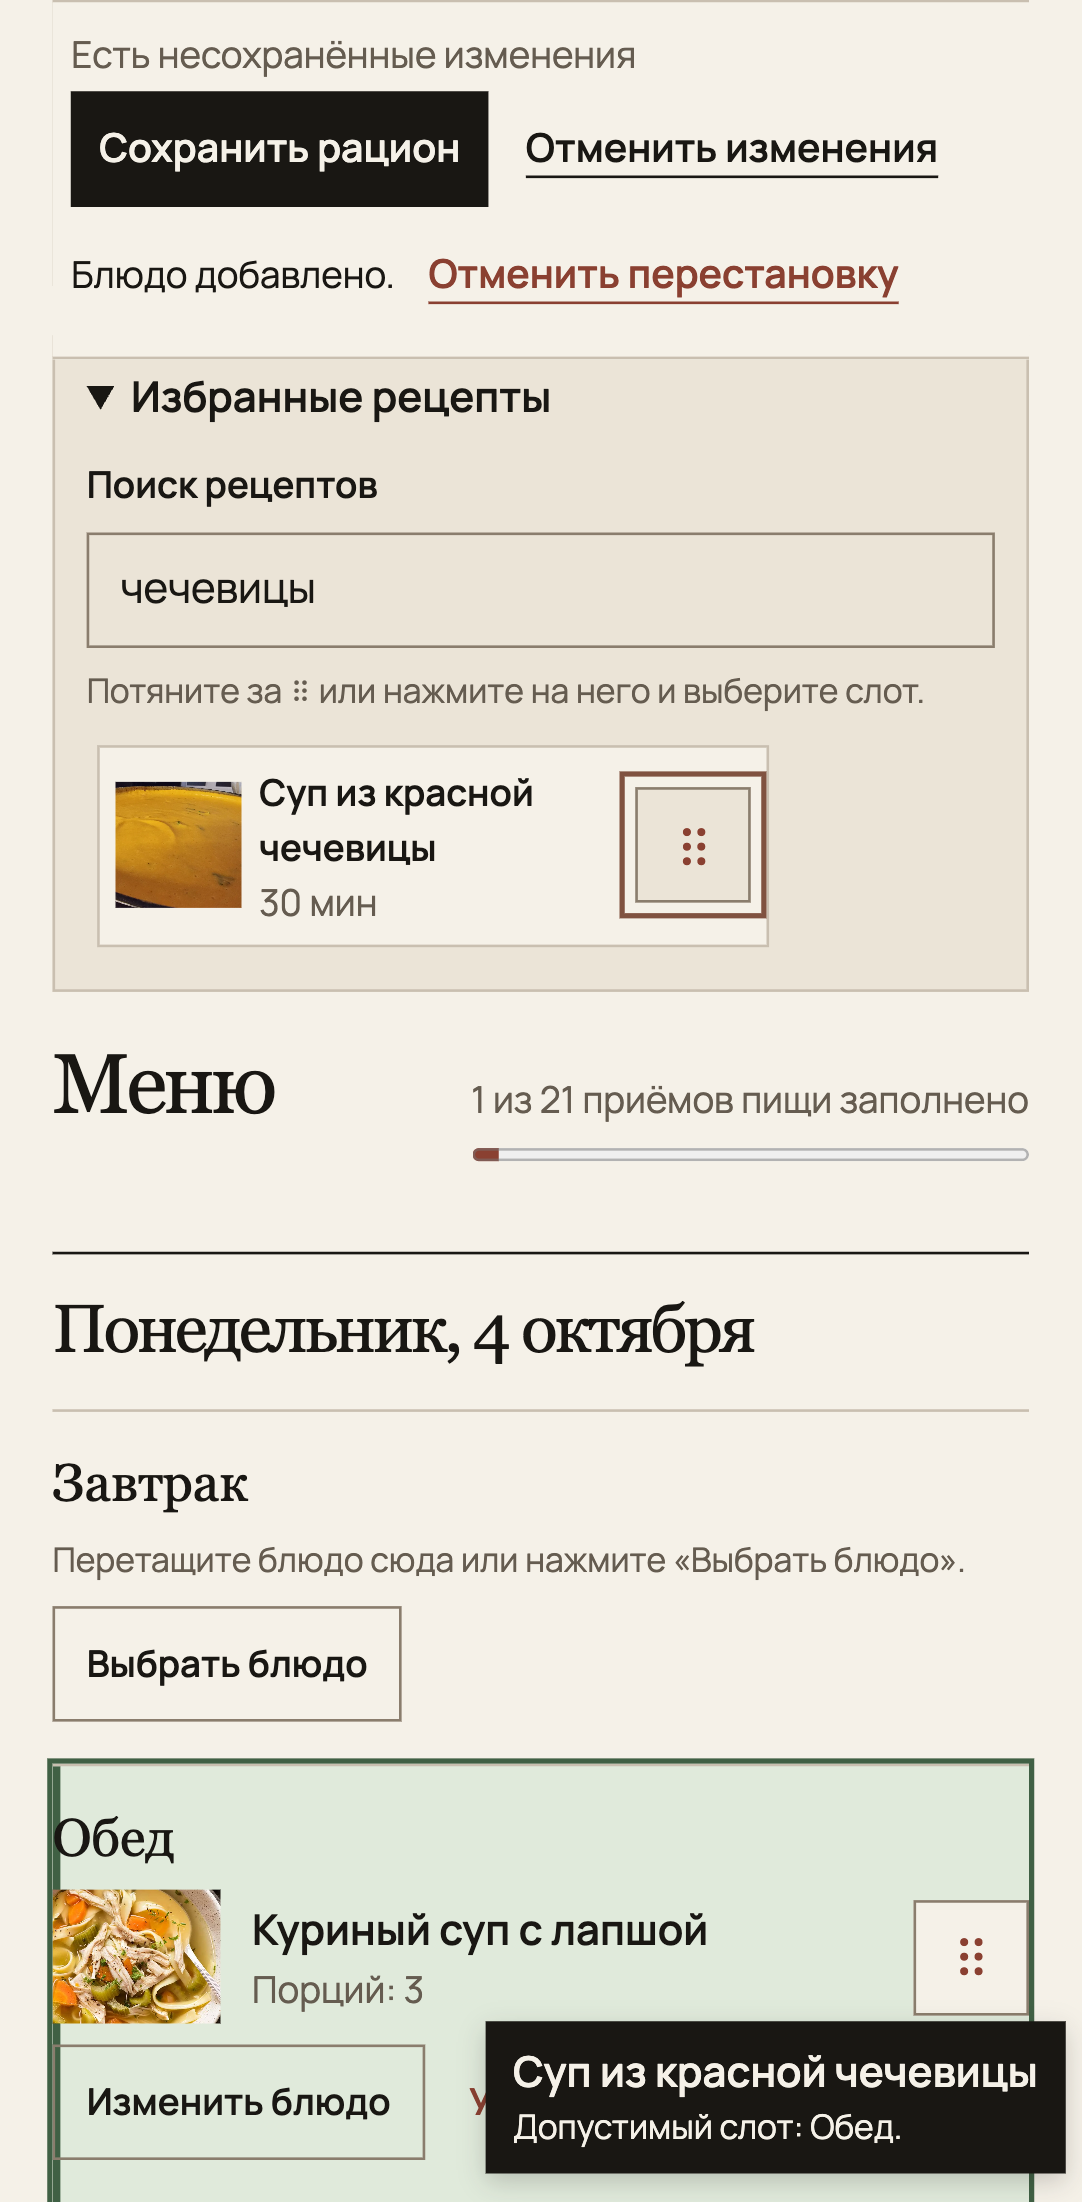 Есть несохранённые изменения
Сохранить рацион
Отменить изменения
Блюдо добавлено.
Отменить перестановку
Избранные рецепты
Поиск рецептов
чечевицы
Потяните за ⠿ или нажмите на него и выберите слот.
Суп из красной
чечевицы
30 мин
Меню
1 из 21 приёмов пищи заполнено
Понедельник, 4 октября
Завтрак
Перетащите блюдо сюда или нажмите «Выбрать блюдо».
Выбрать блюдо
Обед
Куриный суп с лапшой
Порций: 3
Изменить блюдо
Суп из красной чечевицы
Допустимый слот: Обед.